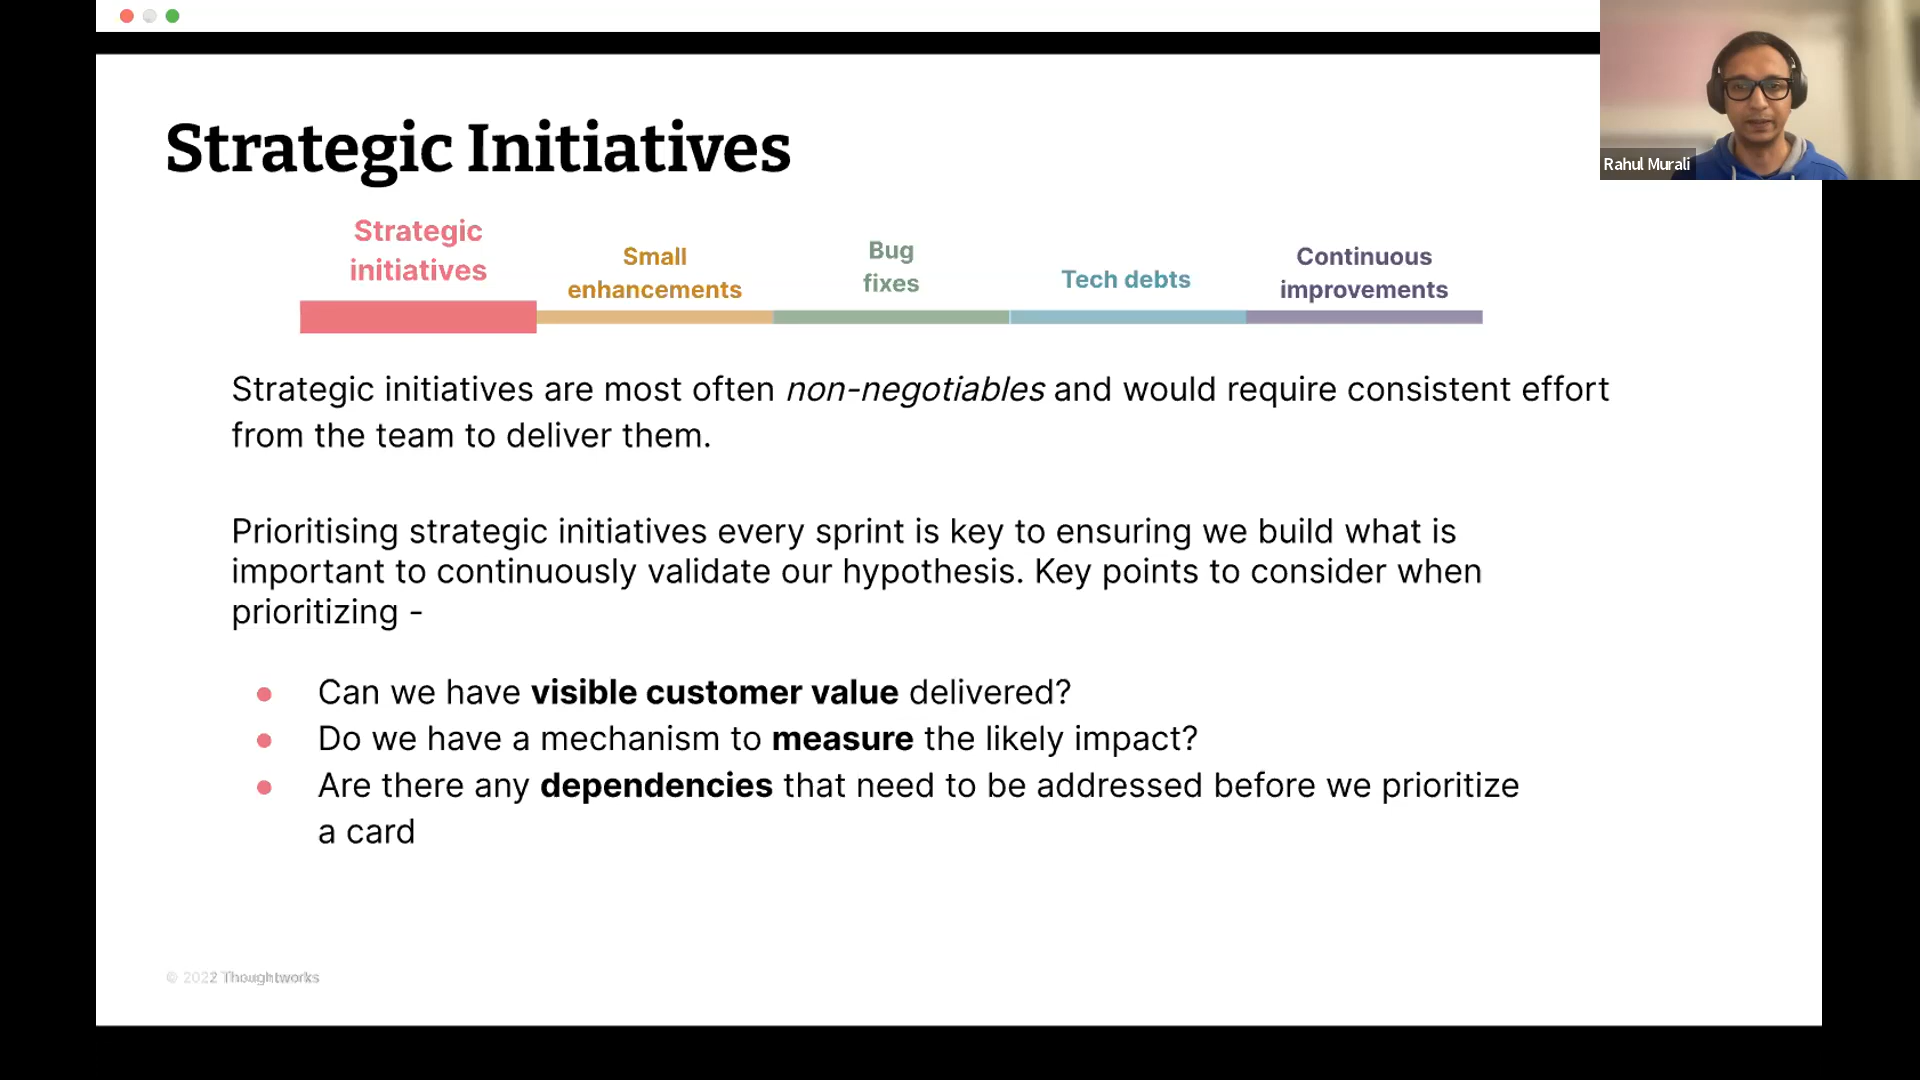 Strategic Initiatives
Strategic
initiatives
Small
enhancements
Bug
fixes
Tech debts
Continuous
improvements
Strategic initiatives are most often non-negotiables and would require consistent effort
from the team to deliver them.
Prioritising strategic initiatives every sprint is key to ensuring we build what is
important to continuously validate our hypothesis. Key points to consider when
prioritizing -
● Can we have visible customer value delivered?
● Do we have a mechanism to measure the likely impact?
● Are there any dependencies that need to be addressed before we prioritize
a card
© 2022 Thoughtworks
Rahul Murali